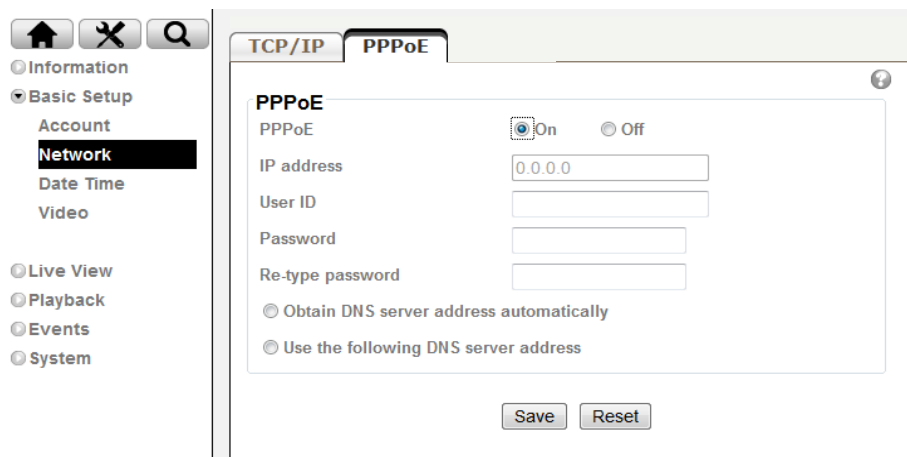 TCP/IP PPPoE
Information
Basic Setup
Account
Network
Date Time
Video
Live View
Playback
Events
System
PPPoE
PPPoE On Off
IP address 0.0.0.0
User ID
Password
Re-type password
Obtain DNS server address automatically
Use the following DNS server address
Save Reset